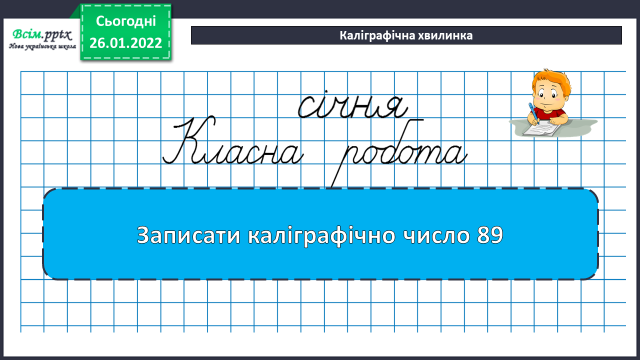 Всім.pptx
Нова українська школа
Сьогодні
26.01.2022
Каліграфічна хвилинка
січня
Класна робота
Записати каліграфічно число 89